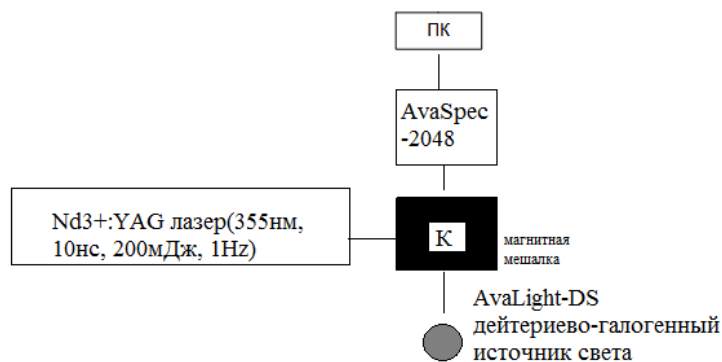 ПК
AvaSpec
-2048
Nd3+:YAG лазер(355нм,
10нс, 200мДж, 1Hz)
К
магнитная
мешалка
AvaLight-DS
дейтериево-галогенный
источник света